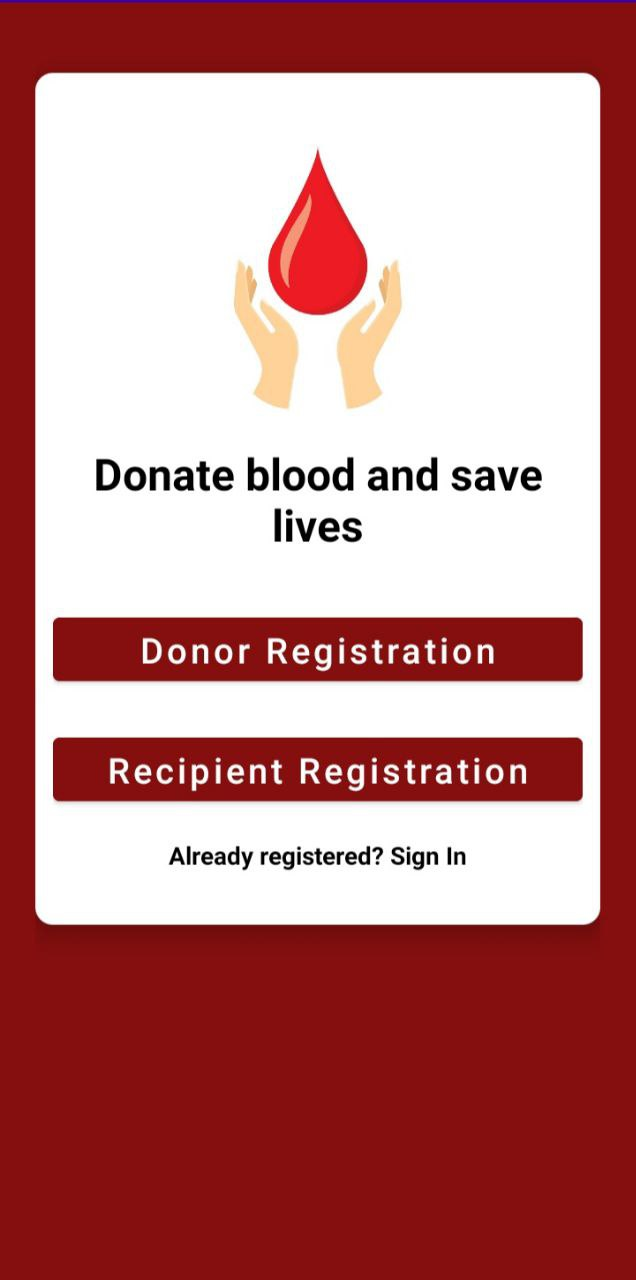 Donate blood and save
lives
Donor Registration
Recipient Registration
Already registered? Sign In